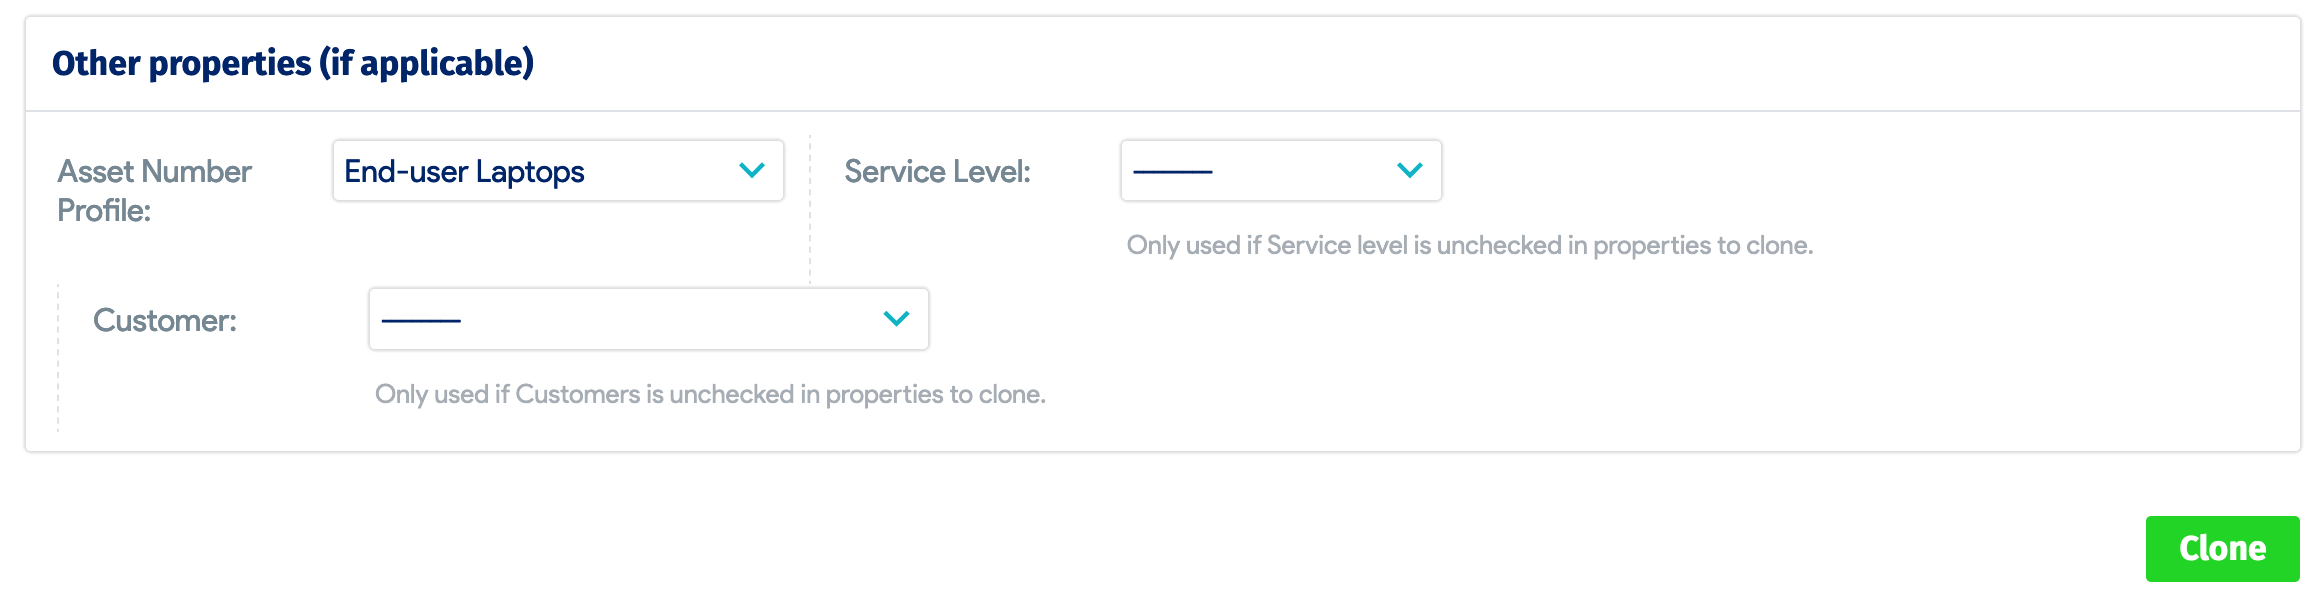 Other properties (if applicable)
Asset Number
Profile:
End-user Laptops
Service Level:
---------
Only used if Service level is unchecked in properties to clone.
Customer:
---------
Only used if Customers is unchecked in properties to clone.
Clone